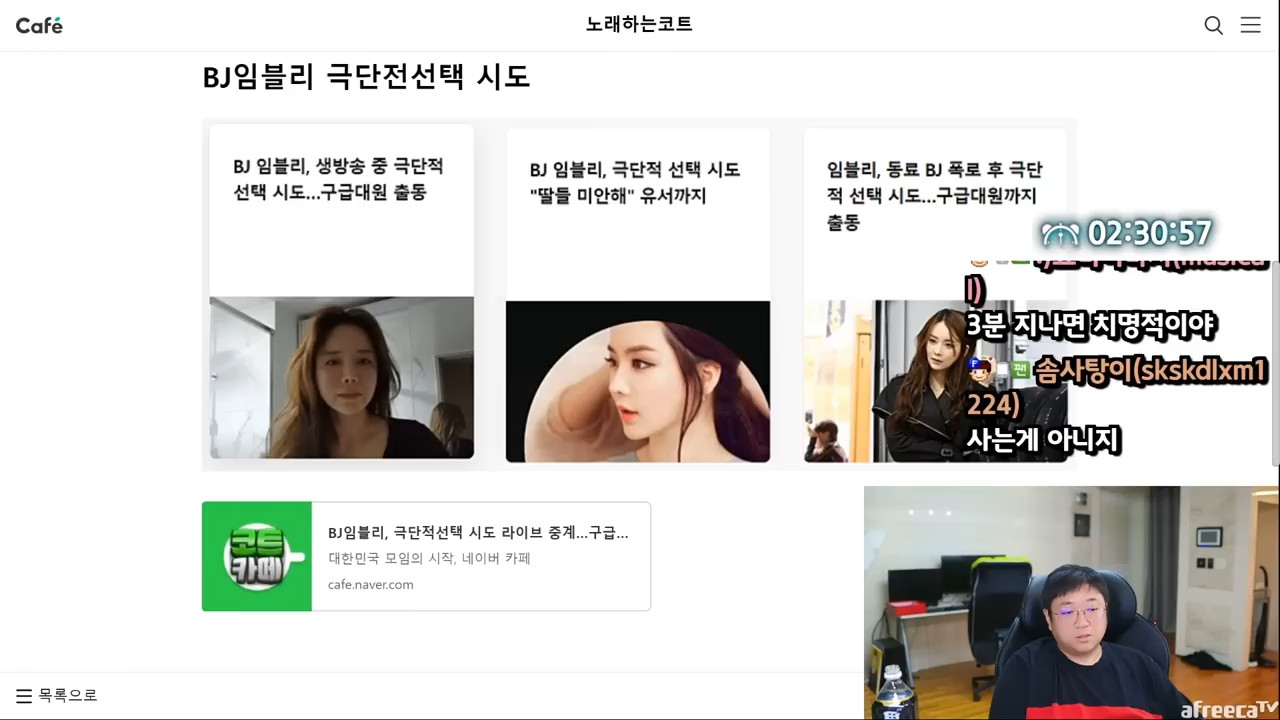 Café
노래하는코트
BJ임블리 극단전선택 시도
BJ 임블리, 생방송 중 극단적
선택 시도...구급대원 출동
BJ 임블리, 극단적 선택 시도
"딸들 미안해" 유서까지
임블리, 동료 BJ 폭로 후 극단
적 선택 시도...구급대원까지
출동
02:30:57
l)
3분 지나면 치명적이야
팬 솜사탕이(skskdlxm1
224)
사는게 아니지
코트
카페
BJ임블리, 극단적선택 시도 라이브 중계...구급...
대한민국 모임의 시작, 네이버 카페
cafe.naver.com
목록으로
afreecaTV